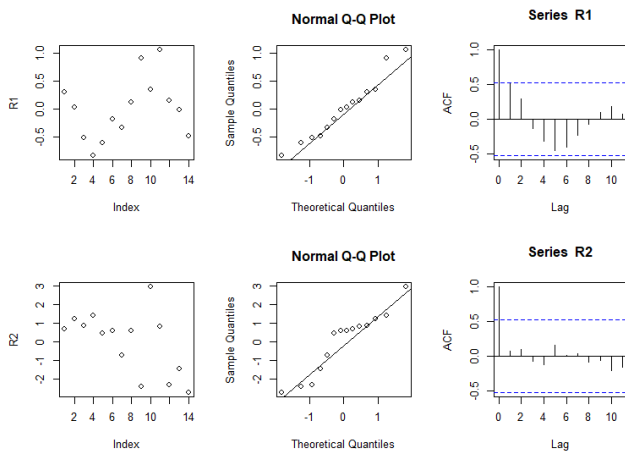 Normal Q-Q Plot
Series R1
R1
-0.5 0.0 0.5 1.0
2 4 6 8 10 12 14
Index
Sample Quantiles
-0.5 0.0 0.5 1.0
-1 0 1
Theoretical Quantiles
ACF
-0.5 0.0 0.5 1.0
0 2 4 6 8 10
Lag
Normal Q-Q Plot
Series R2
R2
-2 -1 0 1 2 3
2 4 6 8 10 12 14
Index
Sample Quantiles
-2 -1 0 1 2 3
-1 0 1
Theoretical Quantiles
ACF
-0.5 0.0 0.5 1.0
0 2 4 6 8 10
Lag